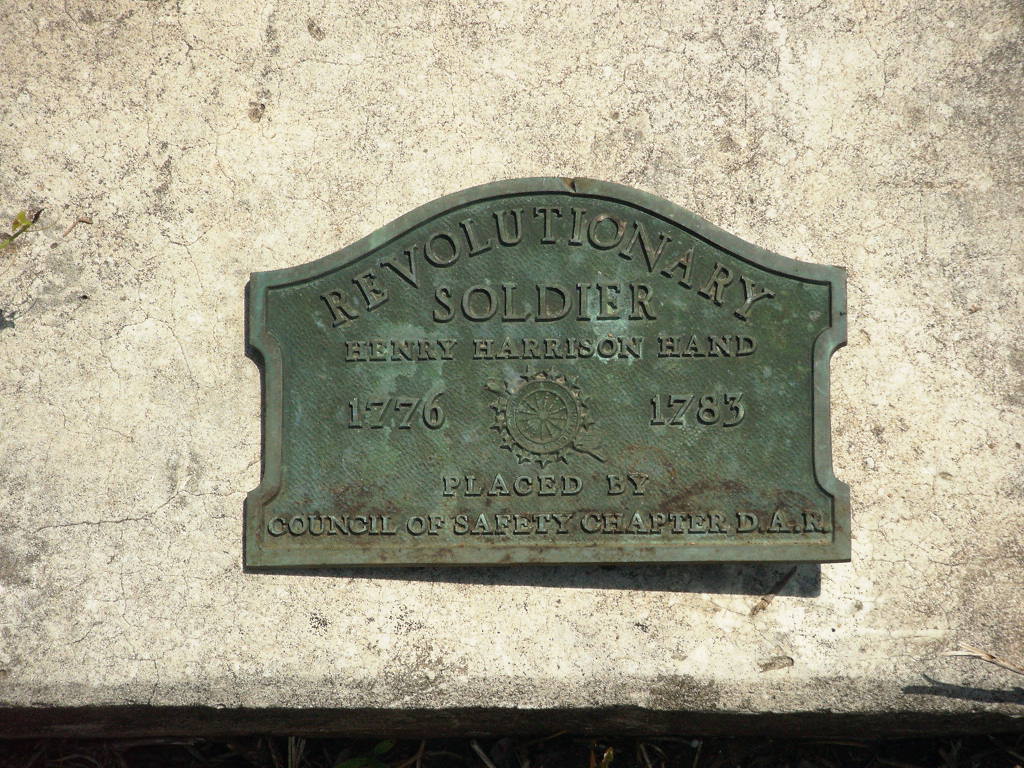 REVOLUTIONARY
SOLDIER
HENRY HARRISON HAND
1776 1783
PLACED BY
COUNCIL OF SAFETY CHAPTER D.A.R.